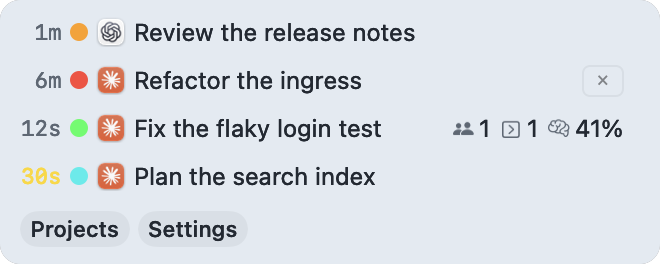 1m Review the release notes
6m Refactor the ingress ×
12s Fix the flaky login test 1 1 41%
30s Plan the search index
Projects Settings